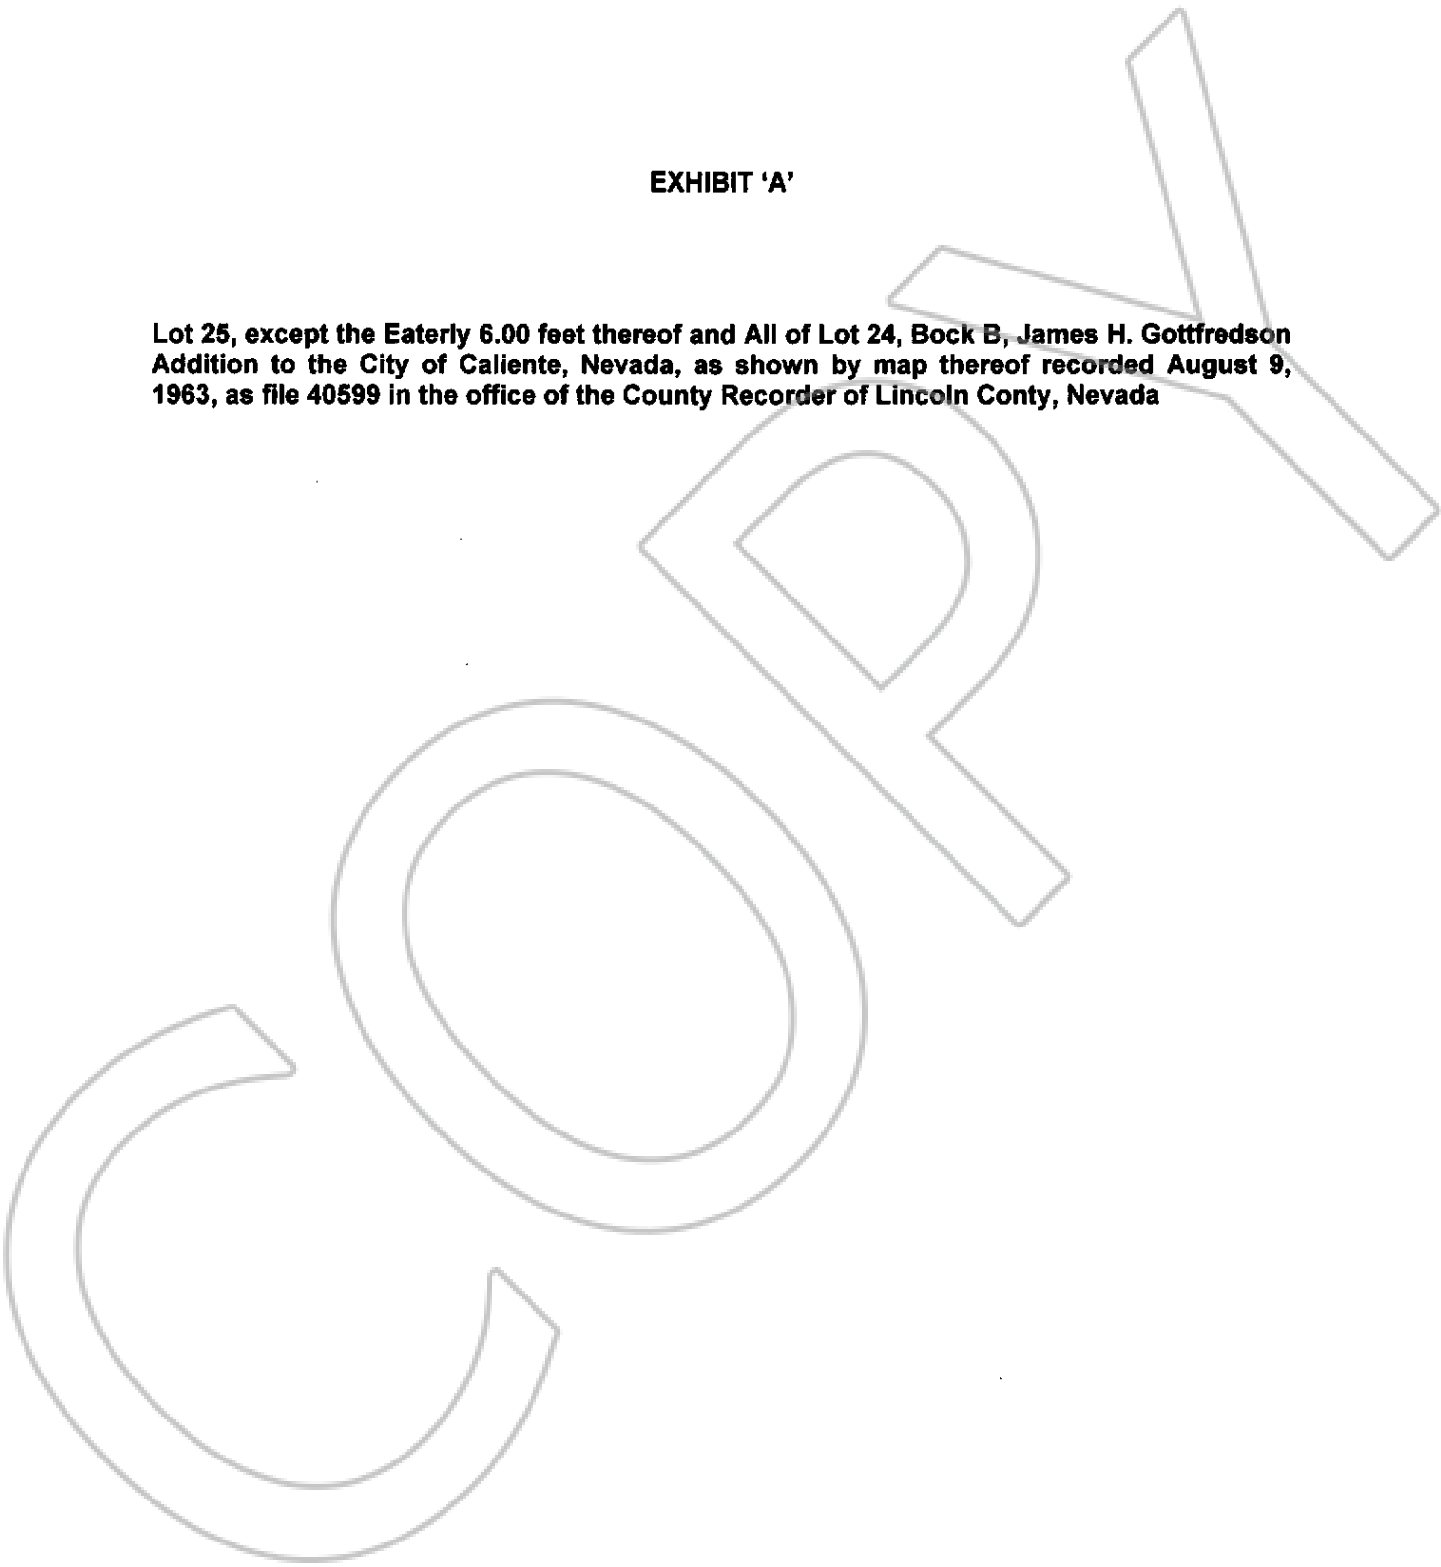 EXHIBIT ‘A’
Lot 25, except the Eaterly 6.00 feet thereof and All of Lot 24, Bock B, James H. Gottfredson
Addition to the City of Caliente, Nevada, as shown by map thereof recorded August 9,
1963, as file 40599 in the office of the County Recorder of Lincoln Conty, Nevada
COPY